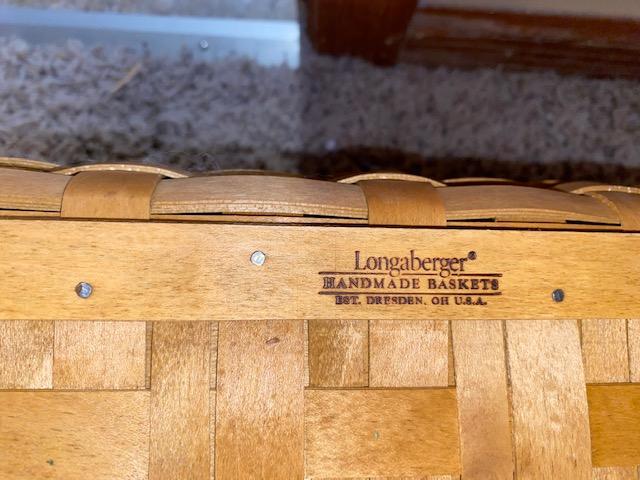 Longaberger®
HANDMADE BASKETS
EST. DRESDEN, OH U.S.A.